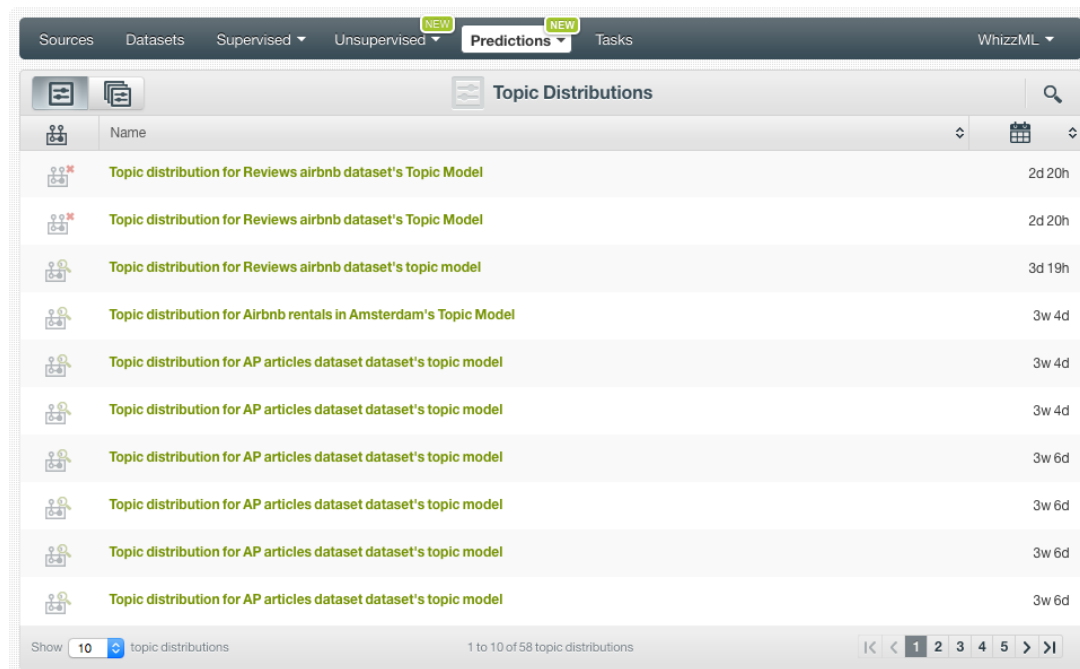 NEW
NEW
Sources Datasets Supervised Unsupervised Predictions Tasks WhizzML
Topic Distributions
Name
Topic distribution for Reviews airbnb dataset's Topic Model 2d 20h
Topic distribution for Reviews airbnb dataset's Topic Model 2d 20h
Topic distribution for Reviews airbnb dataset's topic model 3d 19h
Topic distribution for Airbnb rentals in Amsterdam's Topic Model 3w 4d
Topic distribution for AP articles dataset dataset's topic model 3w 4d
Topic distribution for AP articles dataset dataset's topic model 3w 4d
Topic distribution for AP articles dataset dataset's topic model 3w 6d
Topic distribution for AP articles dataset dataset's topic model 3w 6d
Topic distribution for AP articles dataset dataset's topic model 3w 6d
Topic distribution for AP articles dataset dataset's topic model 3w 6d
Show 10 topic distributions 1 to 10 of 58 topic distributions 1 2 3 4 5